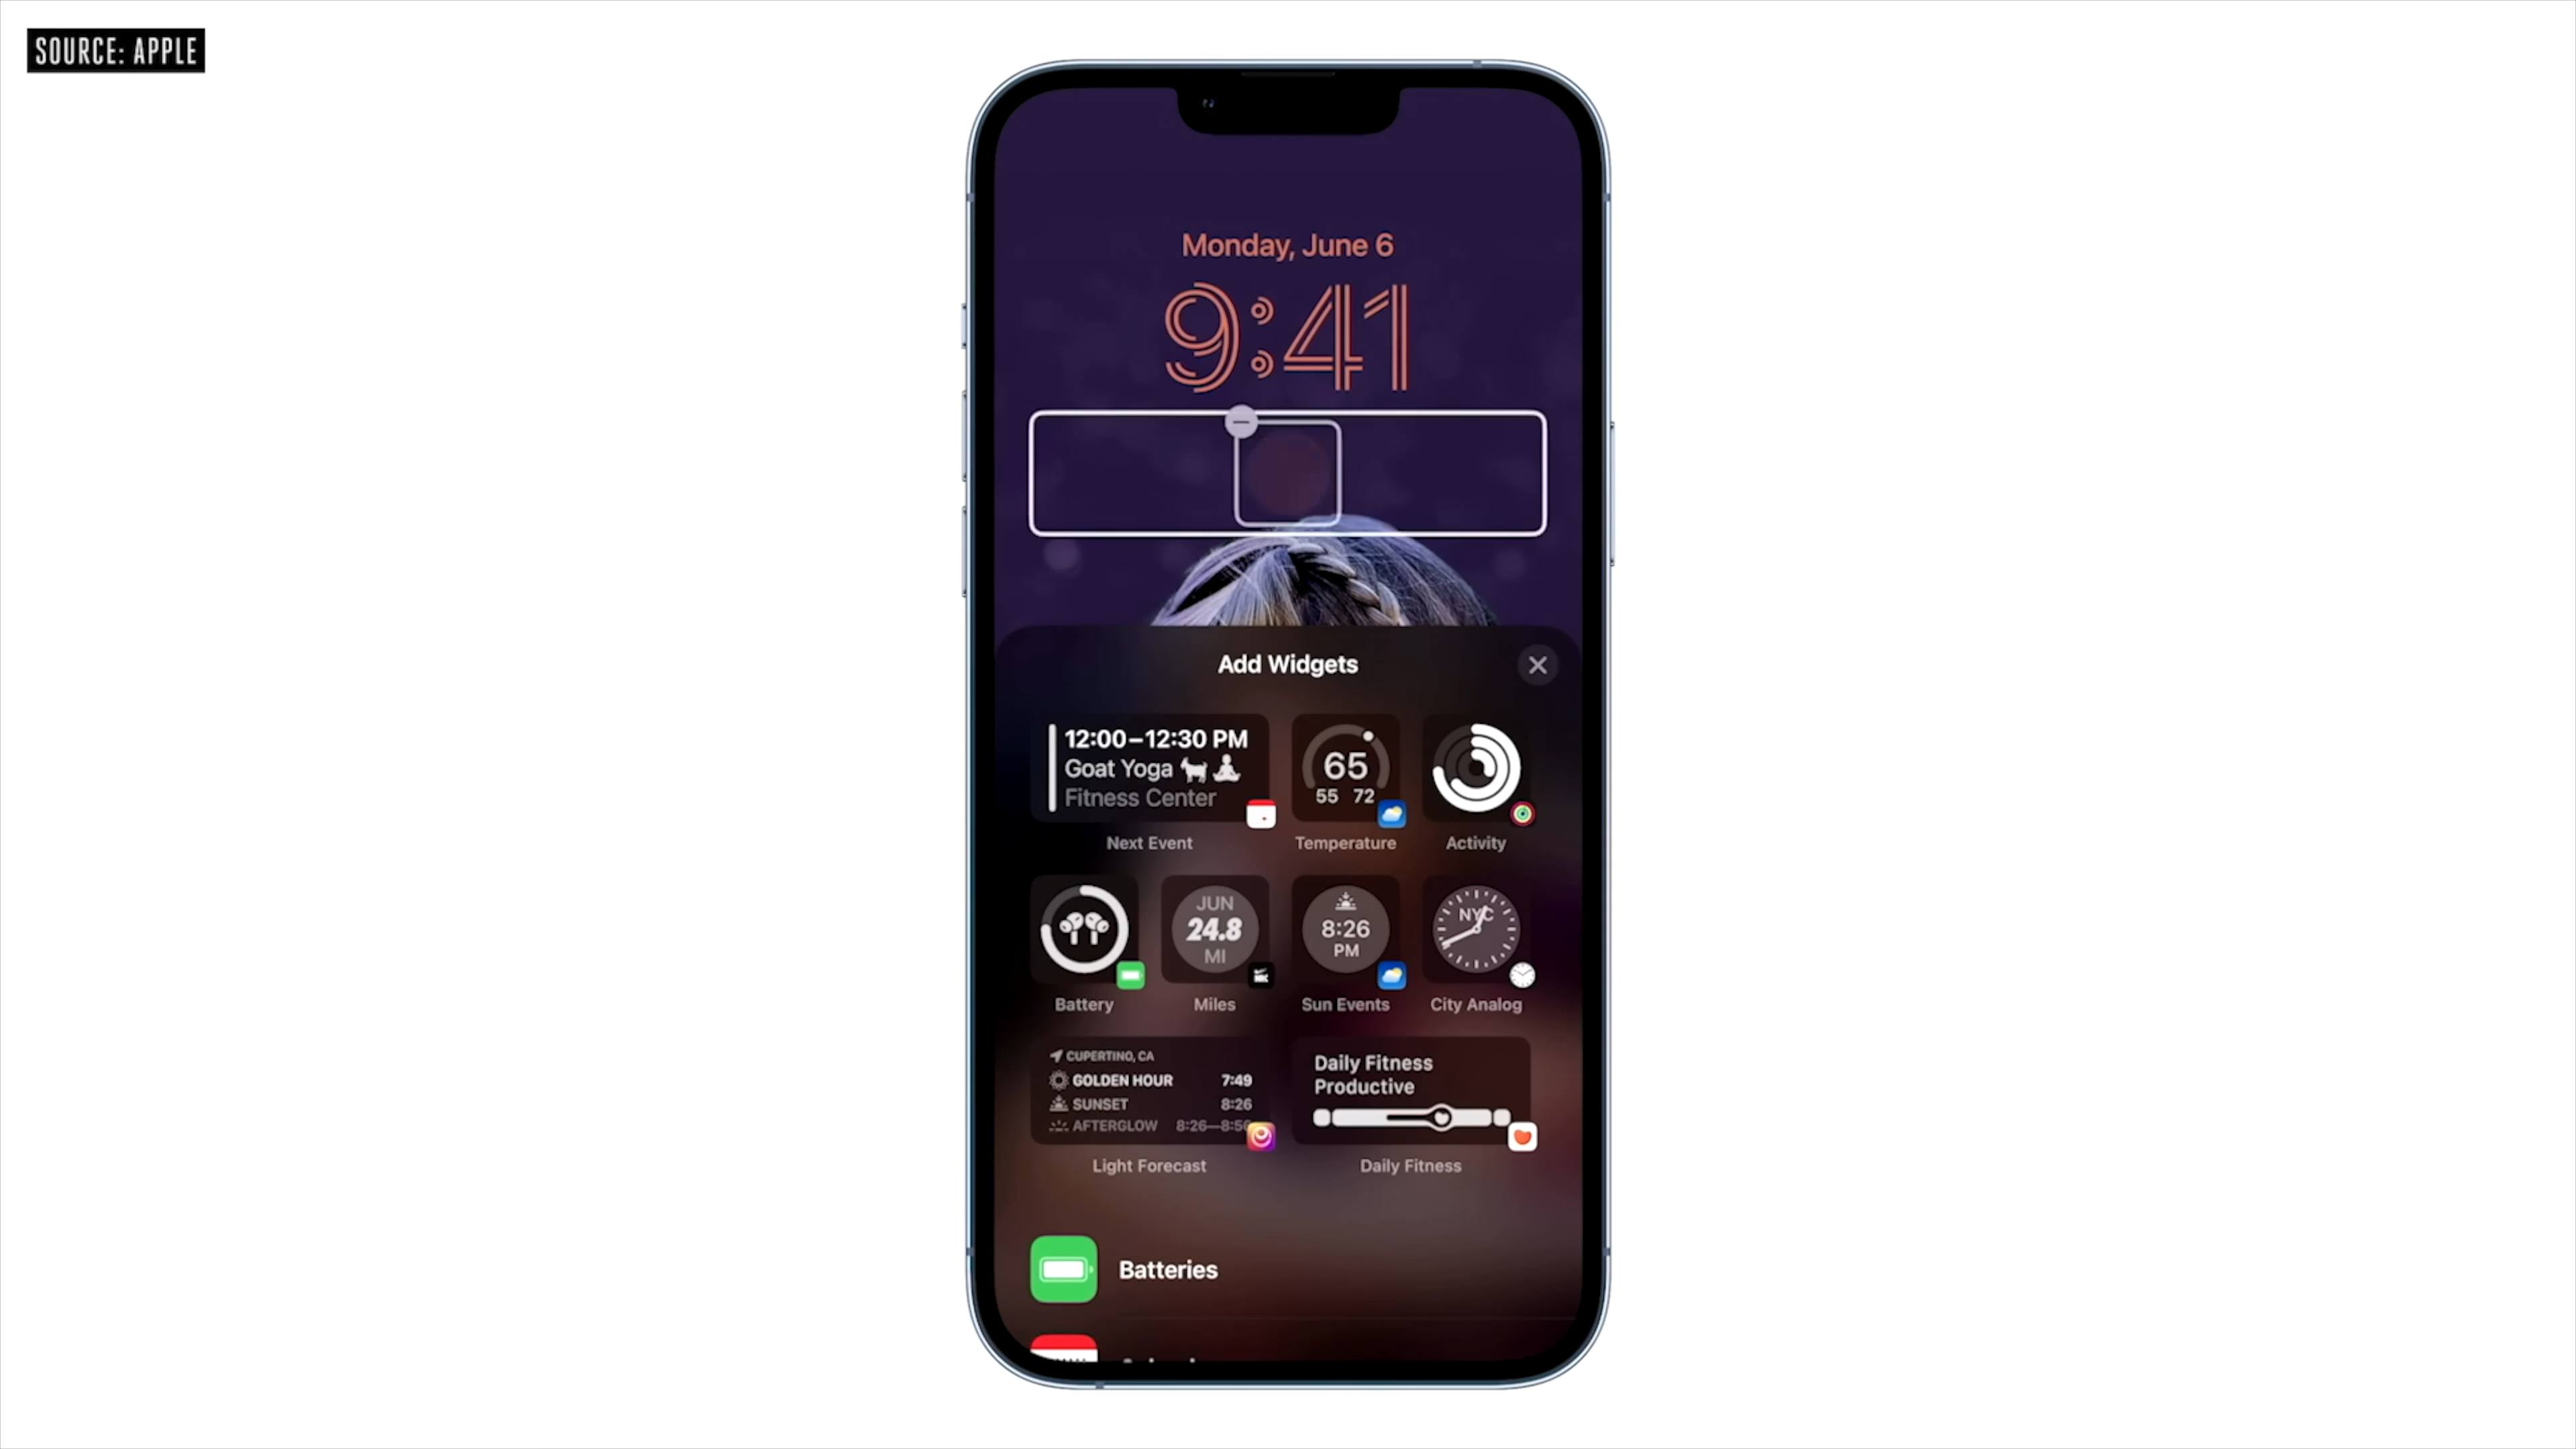 SOURCE: APPLE
Monday, June 6
9:41
Add Widgets
12:00–12:30 PM
Goat Yoga
Fitness Center
Next Event
65
55 72
Temperature
Activity
Battery
JUN
24.8
MI
Miles
8:26
PM
Sun Events
NYC
City Analog
CUPERTINO, CA
GOLDEN HOUR 7:49
SUNSET 8:26
AFTERGLOW
Light Forecast
Daily Fitness
Productive
Daily Fitness
Batteries